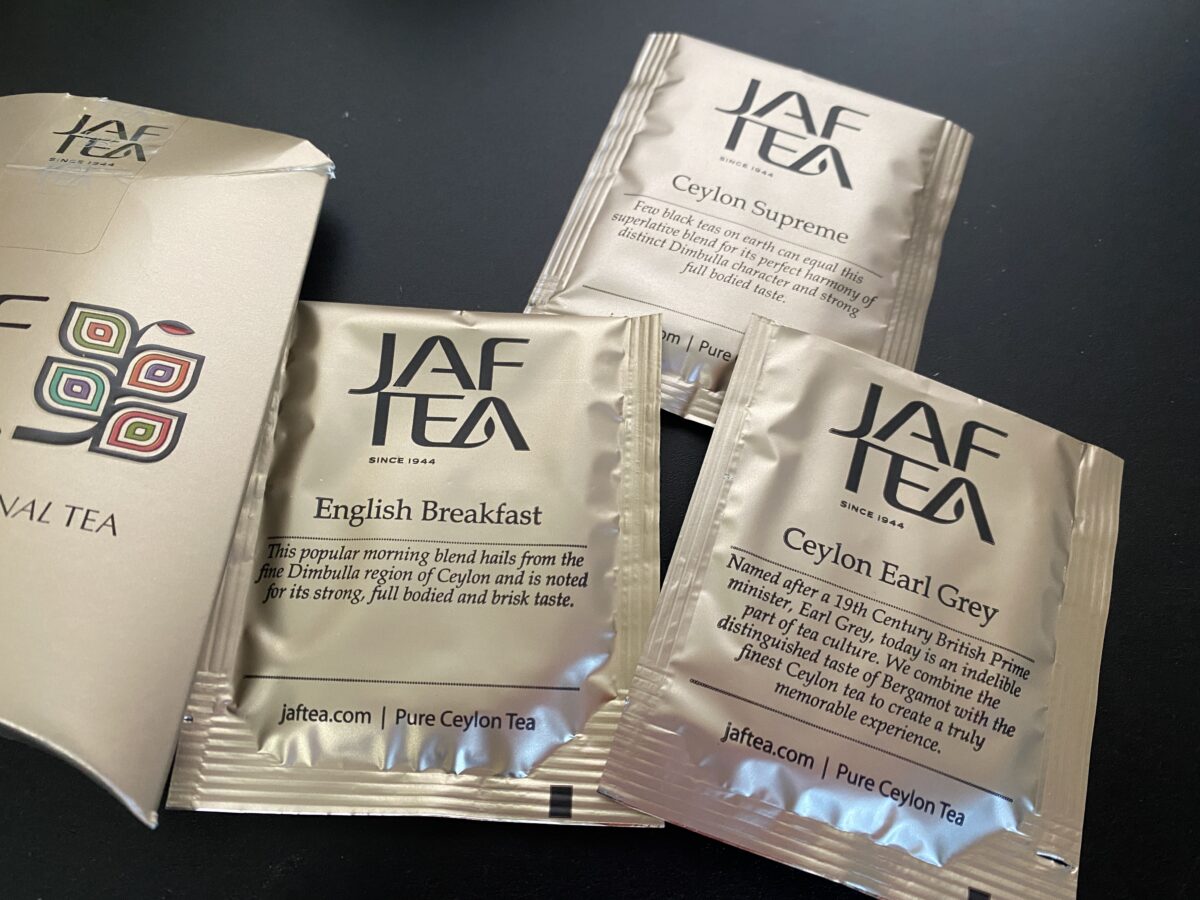 JAF
TEA
SINCE 1944
NAL TEA
JAF
TEA
SINCE 1944
Ceylon Supreme
Few black teas on earth can equal this
superlative blend for its perfect harmony of
distinct Dimbulla character and strong
full bodied taste.
om | Pure
JAF
TEA
SINCE 1944
English Breakfast
This popular morning blend hails from the
fine Dimbulla region of Ceylon and is noted
for its strong, full bodied and brisk taste.
jaftea.com | Pure Ceylon Tea
JAF
TEA
SINCE 1944
Ceylon Earl Grey
Named after a 19th Century British Prime
minister, Earl Grey, today is an indelible
part of tea culture. We combine the
distinguished taste of Bergamot with the
finest Ceylon tea to create a truly
memorable experience.
jaftea.com | Pure Ceylon Tea